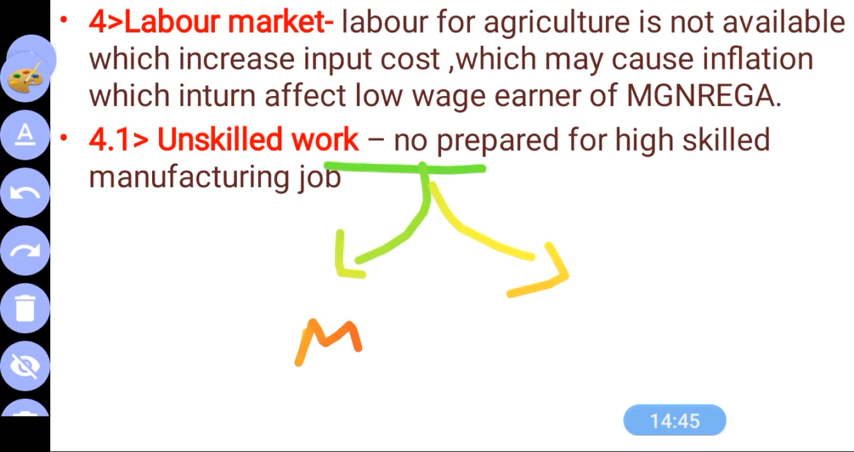 • 4>Labour market- labour for agriculture is not available
which increase input cost ,which may cause inflation
which inturn affect low wage earner of MGNREGA.
• 4.1> Unskilled work – no prepared for high skilled
manufacturing job
M
A
14:45